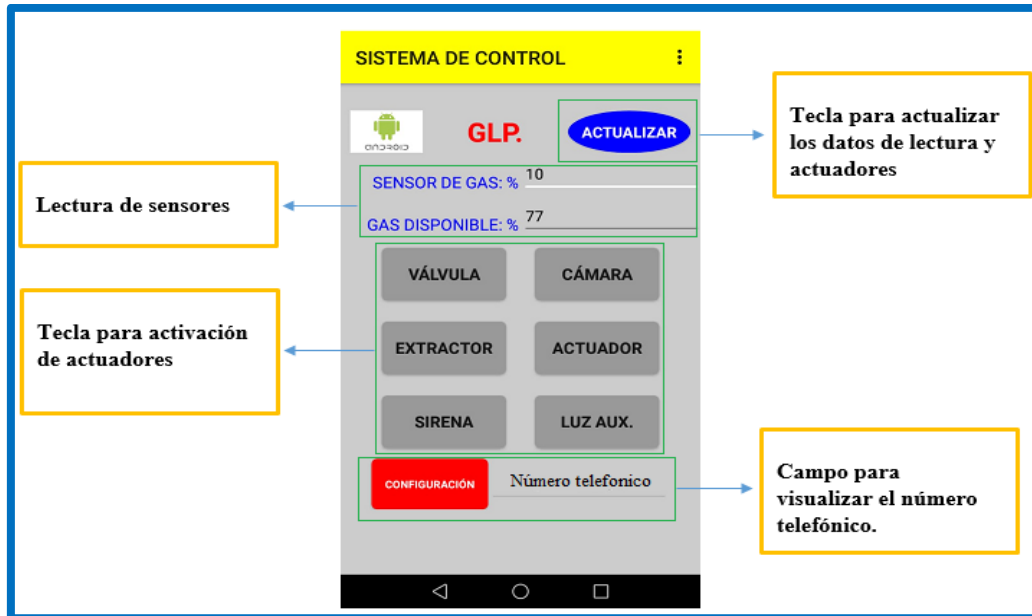 SISTEMA DE CONTROL
android
GLP.
ACTUALIZAR
SENSOR DE GAS: % 10
GAS DISPONIBLE: % 77
VÁLVULA
CÁMARA
EXTRACTOR
ACTUADOR
SIRENA
LUZ AUX.
CONFIGURACIÓN
Número telefonico
Lectura de sensores
Tecla para activación
de actuadores
Tecla para actualizar
los datos de lectura y
actuadores
Campo para
visualizar el número
telefónico.